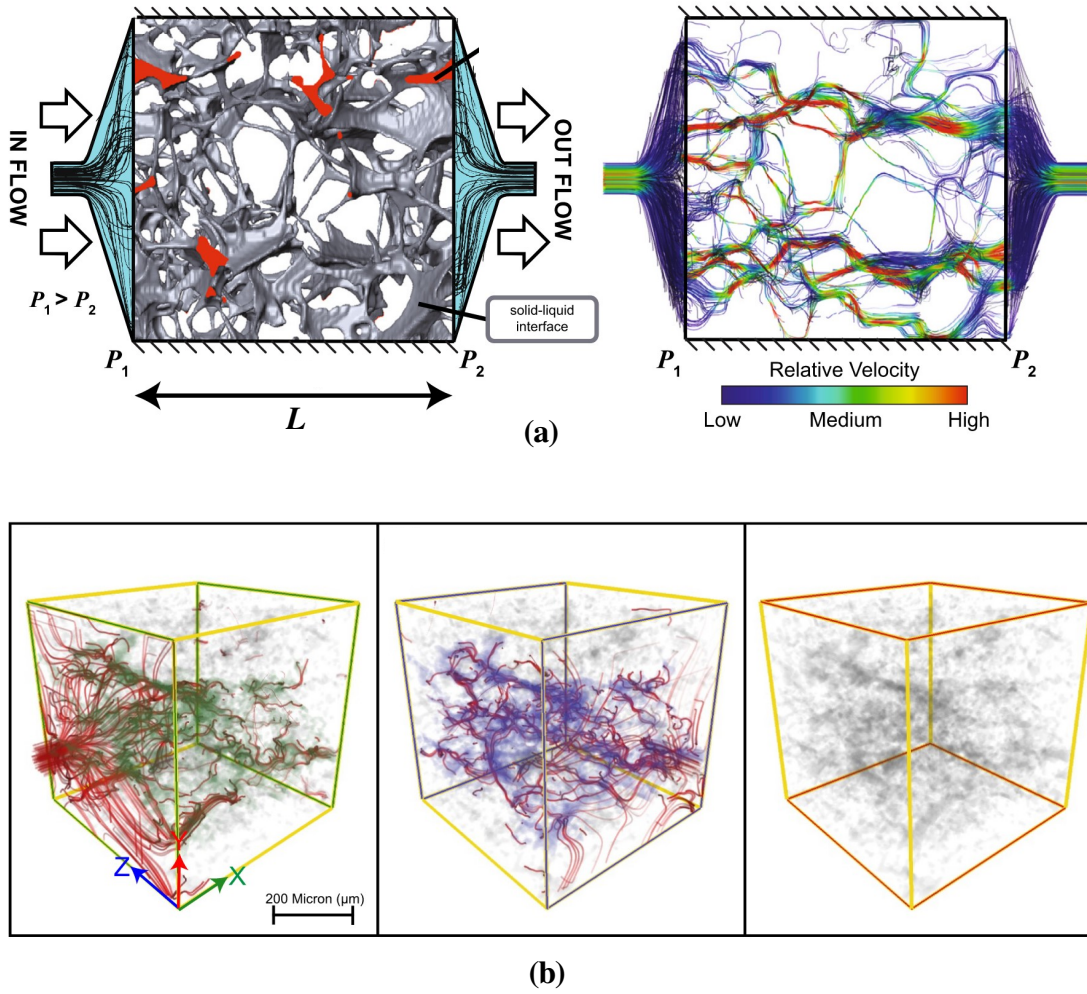 IN FLOW
P1 > P2
OUT FLOW
solid-liquid
interface
P1
P2
L
P1
P2
Relative Velocity
Low Medium High
(a)
Z
Y
X
200 Micron (µm)
(b)